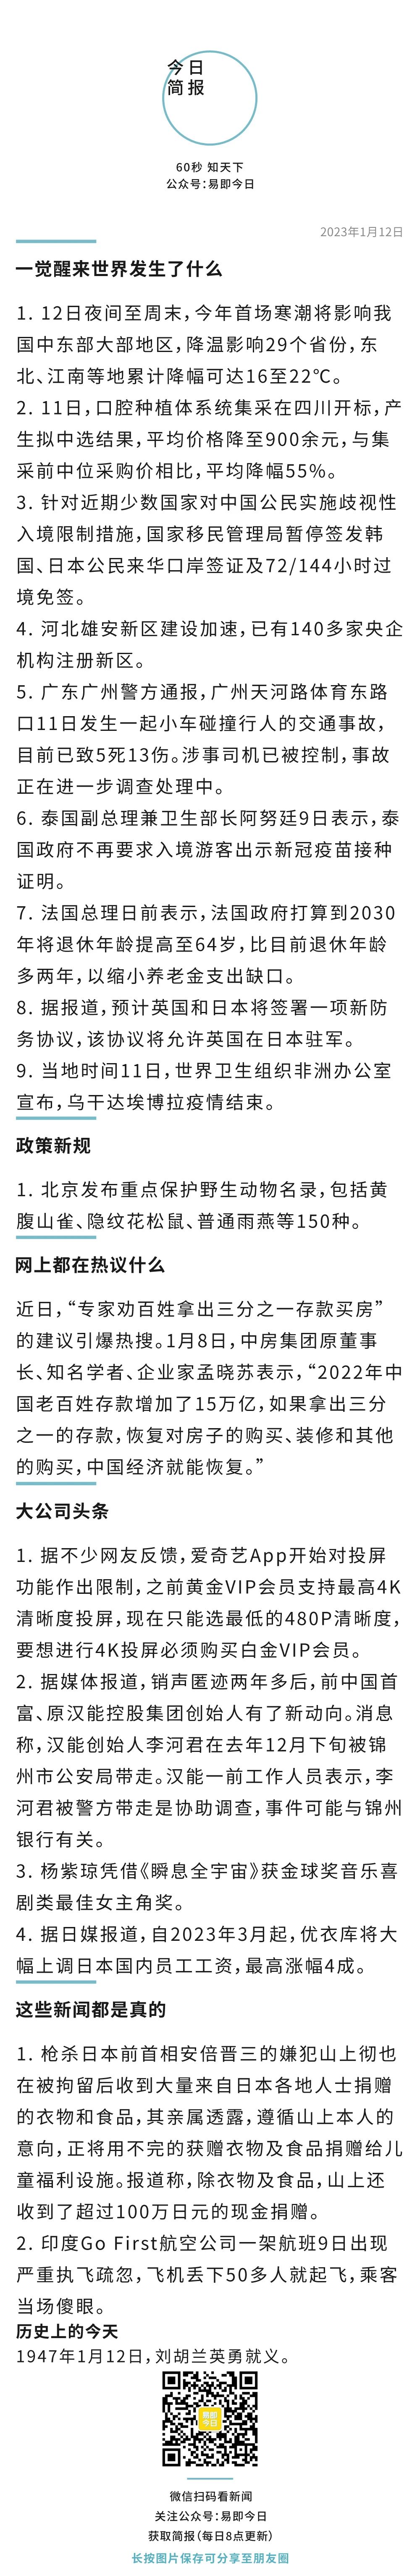 今日
简报
60秒 知天下
公众号：易即今日
2023年1月12日
一觉醒来世界发生了什么
1. 12日夜间至周末，今年首场寒潮将影响我
国中东部大部地区，降温影响29个省份，东
北、江南等地累计降幅可达16至22℃。
2. 11日，口腔种植体系统集采在四川开标，产
生拟中选结果，平均价格降至900余元，与集
采前中位采购价相比，平均降幅55%。
3. 针对近期少数国家对中国公民实施歧视性
入境限制措施，国家移民管理局暂停签发韩
国、日本公民来华口岸签证及72/144小时过
境免签。
4. 河北雄安新区建设加速，已有140多家央企
机构注册新区。
5. 广东广州警方通报，广州天河路体育东路
口11日发生一起小车碰撞行人的交通事故，
目前已致5死13伤。涉事司机已被控制，事故
正在进一步调查处理中。
6. 泰国副总理兼卫生部长阿努廷9日表示，泰
国政府不再要求入境游客出示新冠疫苗接种
证明。
7. 法国总理日前表示，法国政府打算到2030
年将退休年龄提高至64岁，比目前退休年龄
多两年，以缩小养老金支出缺口。
8. 据报道，预计英国和日本将签署一项新防
务协议，该协议将允许英国在日本驻军。
9. 当地时间11日，世界卫生组织非洲办公室
宣布，乌干达埃博拉疫情结束。
政策新规
1. 北京发布重点保护野生动物名录，包括黄
腹山雀、隐纹花松鼠、普通雨燕等150种。
网上都在热议什么
近日，“专家劝百姓拿出三分之一存款买房”
的建议引爆热搜。1月8日，中房集团原董事
长、知名学者、企业家孟晓苏表示，“2022年中
国老百姓存款增加了15万亿，如果拿出三分
之一的存款，恢复对房子的购买、装修和其他
的购买，中国经济就能恢复。”
大公司头条
1. 据不少网友反馈，爱奇艺App开始对投屏
功能作出限制，之前黄金VIP会员支持最高4K
清晰度投屏，现在只能选最低的480P清晰度，
要想进行4K投屏必须购买白金VIP会员。
2. 据媒体报道，销声匿迹两年多后，前中国首
富、原汉能控股集团创始人有了新动向。消息
称，汉能创始人李河君在去年12月下旬被锦
州市公安局带走。汉能一前工作人员表示，李
河君被警方带走是协助调查，事件可能与锦州
银行有关。
3. 杨紫琼凭借《瞬息全宇宙》获金球奖音乐喜
剧类最佳女主角奖。
4. 据日媒报道，自2023年3月起，优衣库将大
幅上调日本国内员工工资，最高涨幅4成。
这些新闻都是真的
1. 枪杀日本前首相安倍晋三的嫌犯山上彻也
在被拘留后收到大量来自日本各地人士捐赠
的衣物和食品，其亲属透露，遵循山上本人的
意向，正将用不完的获赠衣物及食品捐赠给儿
童福利设施。报道称，除衣物及食品，山上还
收到了超过100万日元的现金捐赠。
2. 印度Go First航空公司一架航班9日出现
严重执飞疏忽，飞机丢下50多人就起飞，乘客
当场傻眼。
历史上的今天
1947年1月12日，刘胡兰英勇就义。
易即
今日
微信扫码看新闻
关注公众号：易即今日
获取简报（每日8点更新）
长按图片保存可分享至朋友圈